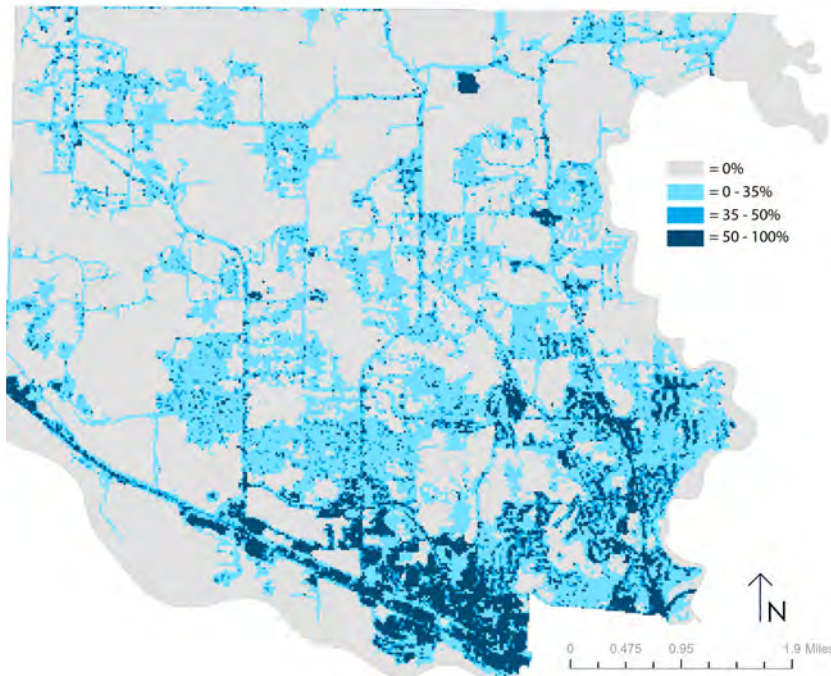 = 0%
= 0 - 35%
= 35 - 50%
= 50 - 100%
N
0 0.475 0.95 1.9 Miles